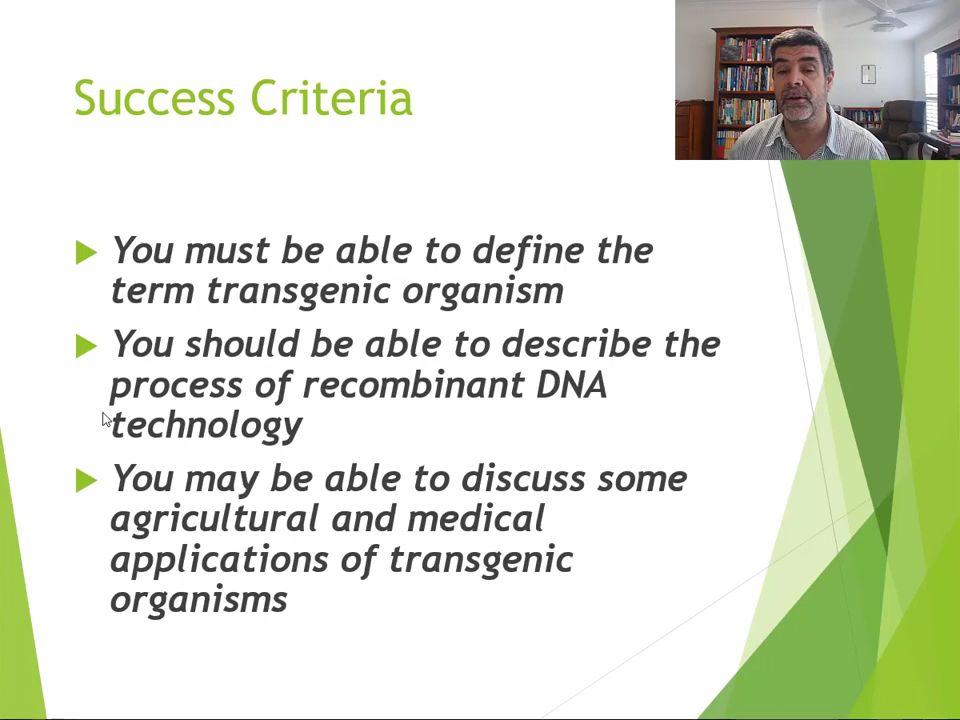 Success Criteria
You must be able to define the
term transgenic organism
You should be able to describe the
process of recombinant DNA
technology
You may be able to discuss some
agricultural and medical
applications of transgenic
organisms